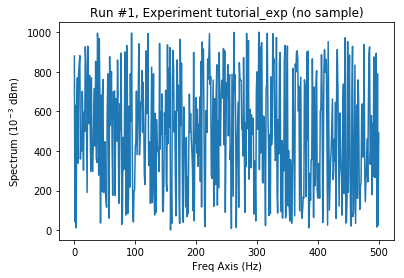 Run #1, Experiment tutorial_exp (no sample)
1000
800
600
400
200
0
Spectrum (10⁻³ dBm)
0 100 200 300 400 500
Freq Axis (Hz)